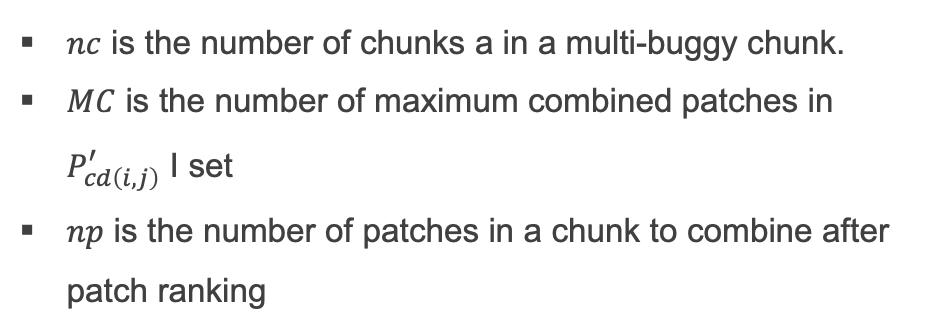 ▪ nc is the number of chunks a in a multi-buggy chunk.
▪ MC is the number of maximum combined patches in
P′cd(i,j) I set
▪ np is the number of patches in a chunk to combine after
patch ranking